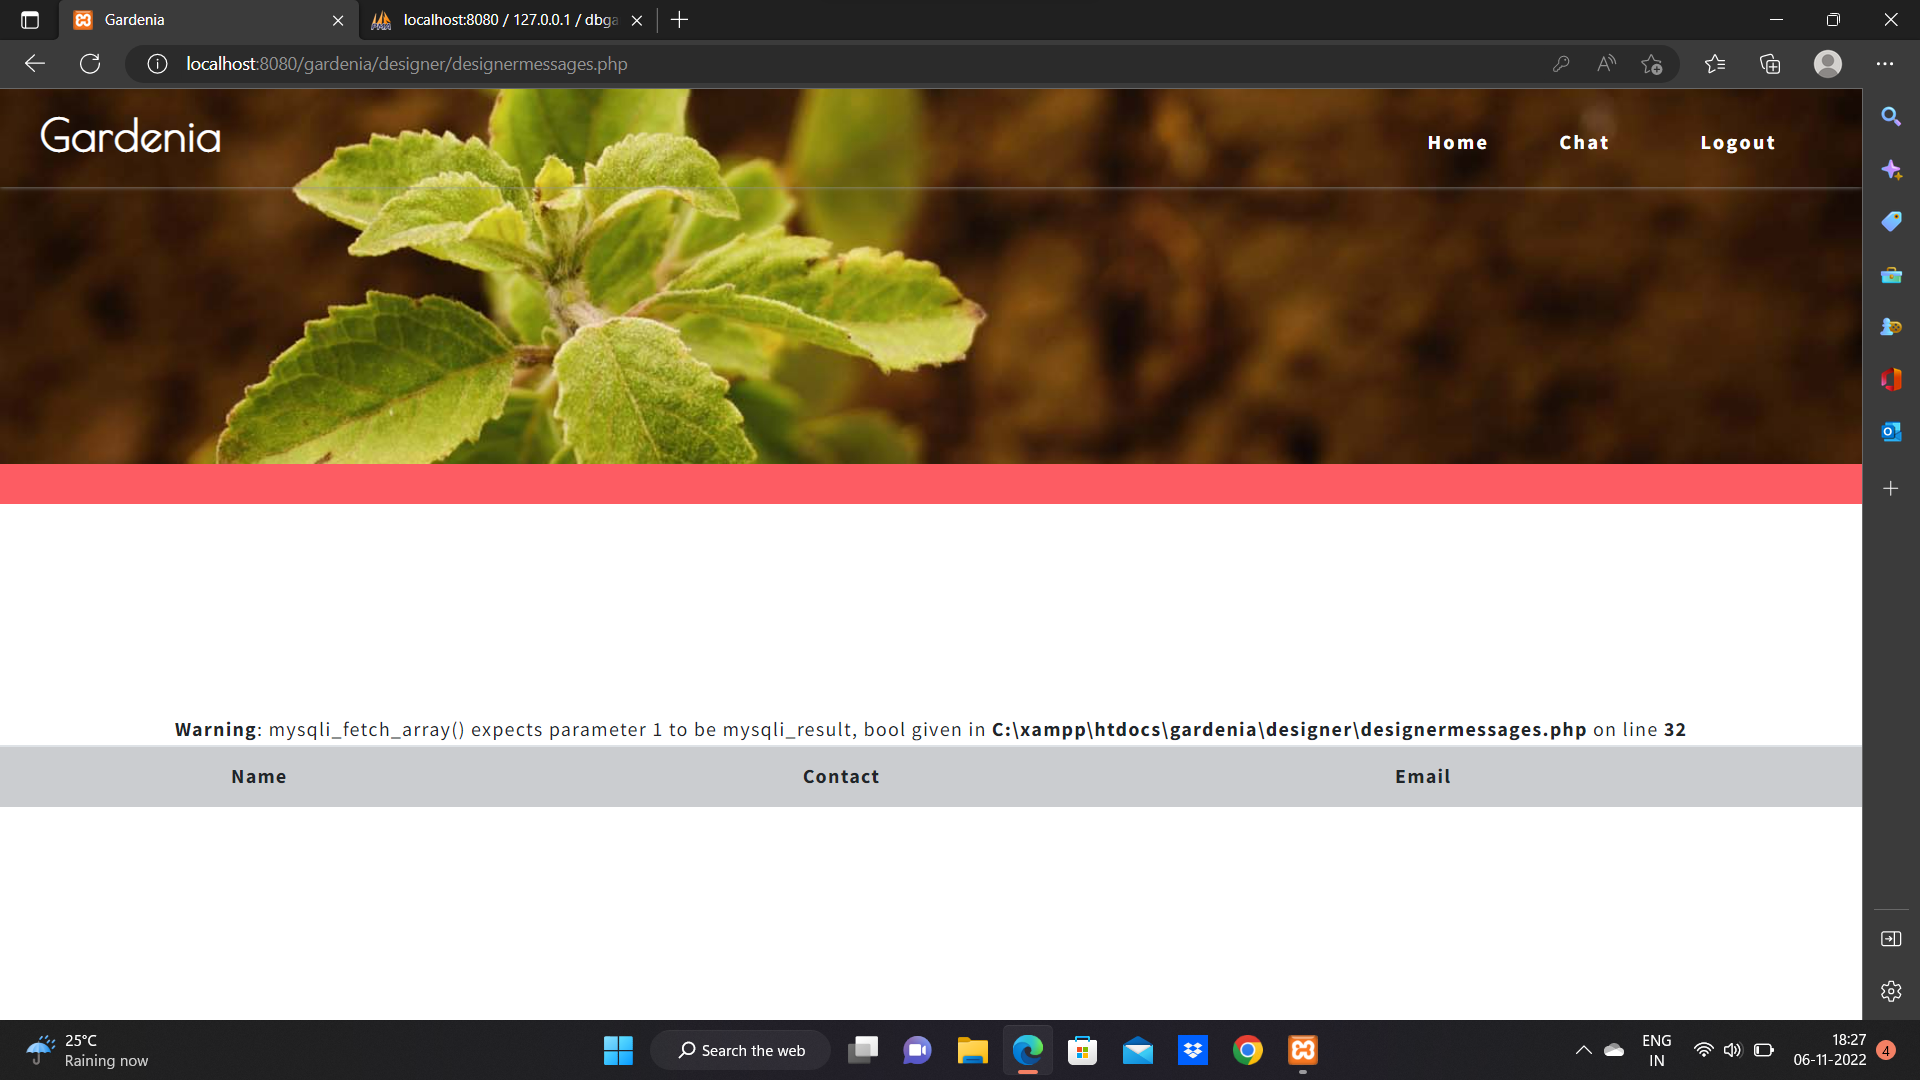 Gardenia
localhost:8080 / 127.0.0.1 / dbga
localhost:8080/gardenia/designer/designermessages.php
Gardenia
Home Chat Logout
Warning: mysqli_fetch_array() expects parameter 1 to be mysqli_result, bool given in C:\xampp\htdocs\gardenia\designer\designermessages.php on line 32
Name Contact Email
25°C
Raining now
Search the web
ENG
IN
18:27
06-11-2022
4